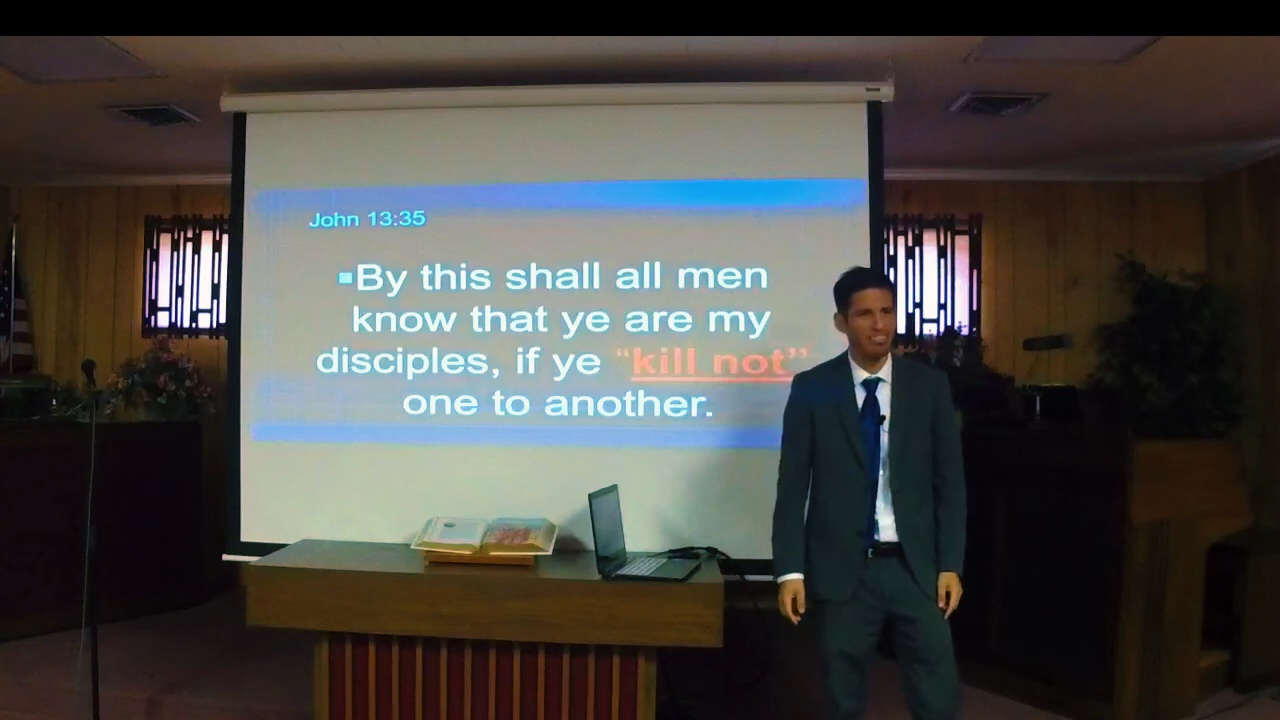 John 13:35
▪By this shall all men
know that ye are my
disciples, if ye “kill not”
one to another.